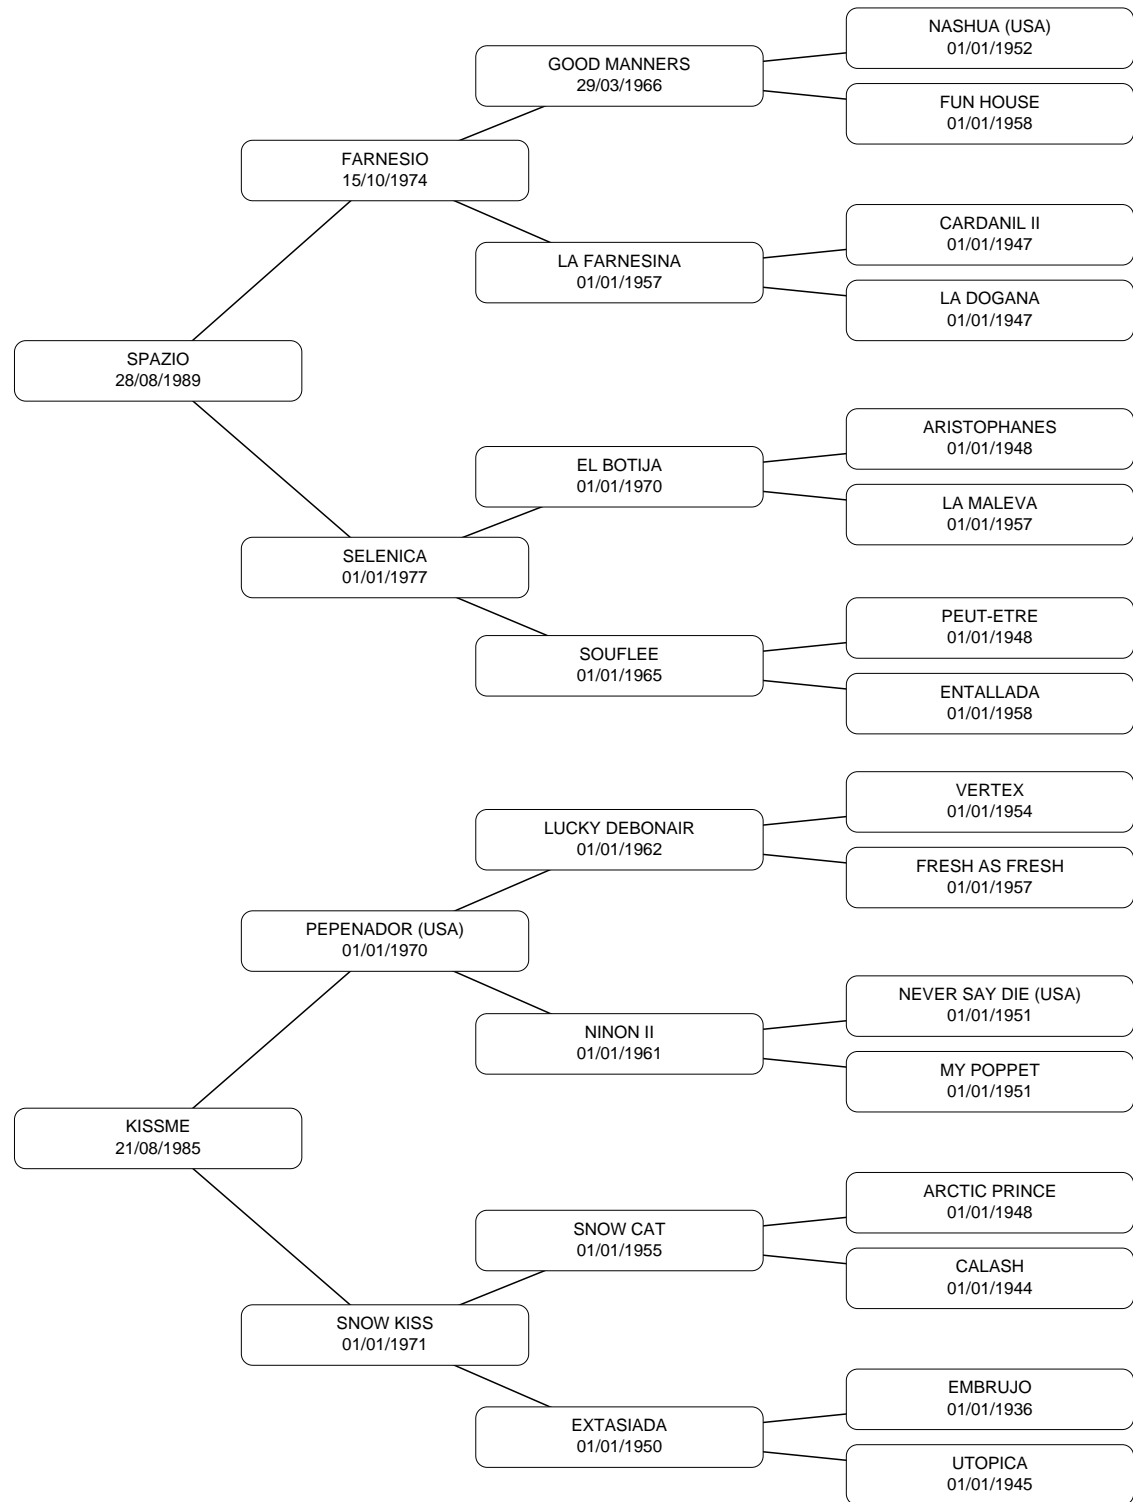 NASHUA (USA)
01/01/1952
GOOD MANNERS
29/03/1966
FUN HOUSE
01/01/1958
FARNESIO
15/10/1974
CARDANIL II
01/01/1947
LA FARNESINA
01/01/1957
LA DOGANA
01/01/1947
SPAZIO
28/08/1989
ARISTOPHANES
01/01/1948
EL BOTIJA
01/01/1970
LA MALEVA
01/01/1957
SELENICA
01/01/1977
PEUT-ETRE
01/01/1948
SOUFLEE
01/01/1965
ENTALLADA
01/01/1958
VERTEX
01/01/1954
LUCKY DEBONAIR
01/01/1962
FRESH AS FRESH
01/01/1957
PEPENADOR (USA)
01/01/1970
NEVER SAY DIE (USA)
01/01/1951
NINON II
01/01/1961
MY POPPET
01/01/1951
KISSME
21/08/1985
ARCTIC PRINCE
01/01/1948
SNOW CAT
01/01/1955
CALASH
01/01/1944
SNOW KISS
01/01/1971
EMBRUJO
01/01/1936
EXTASIADA
01/01/1950
UTOPICA
01/01/1945